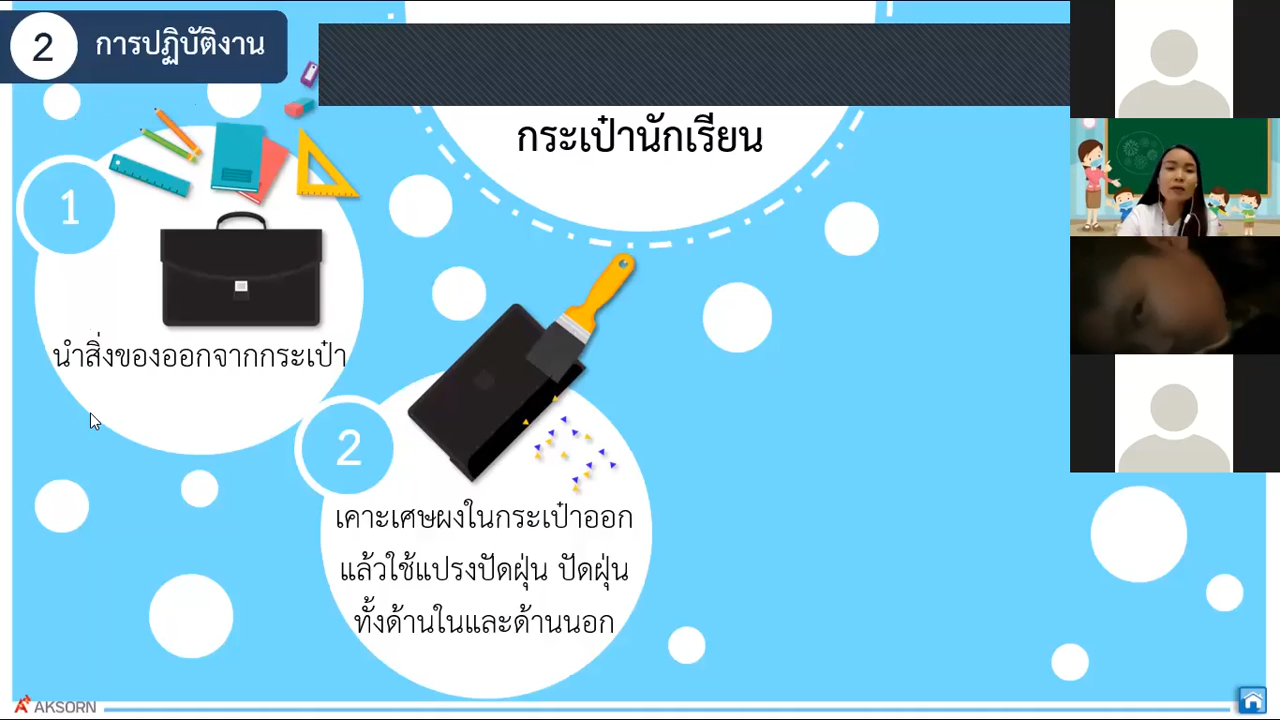 2 การปฏิบัติงาน
กระเป๋านักเรียน
1
นำสิ่งของออกจากกระเป๋า
2
เคาะเศษผงในกระเป๋าออก
แล้วใช้แปรงปัดฝุ่น ปัดฝุ่น
ทั้งด้านในและด้านนอก
AKSORN